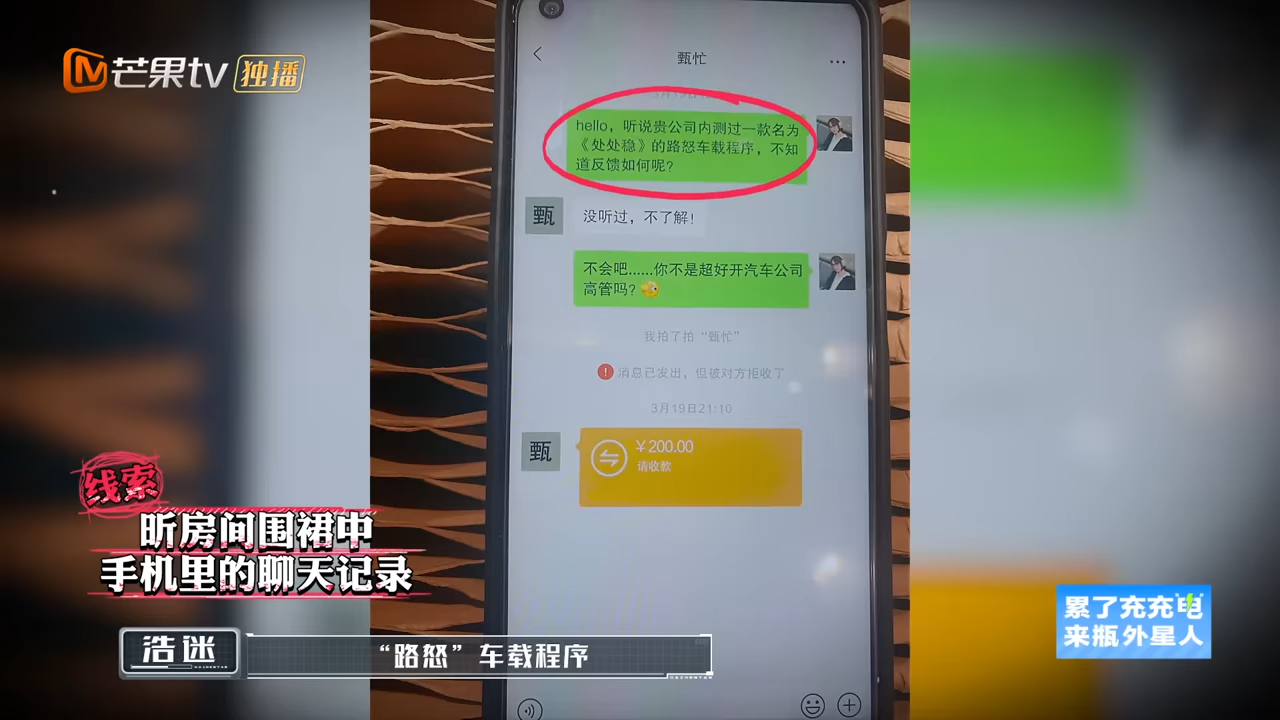 芒果tv 独播
甄忙
hello，听说贵公司内测过一款名为
《处处稳》的路怒车载程序，不知
道反馈如何呢？
甄
没听过，不了解！
不会吧......你不是超好开汽车公司
高管吗？
我拍了拍“甄忙”
消息已发出，但被对方拒收了
3月19日21:10
甄
￥200.00
请收款
线索
昕房间围裙中
手机里的聊天记录
浩迷
“路怒”车载程序
累了充充电
来瓶外星人